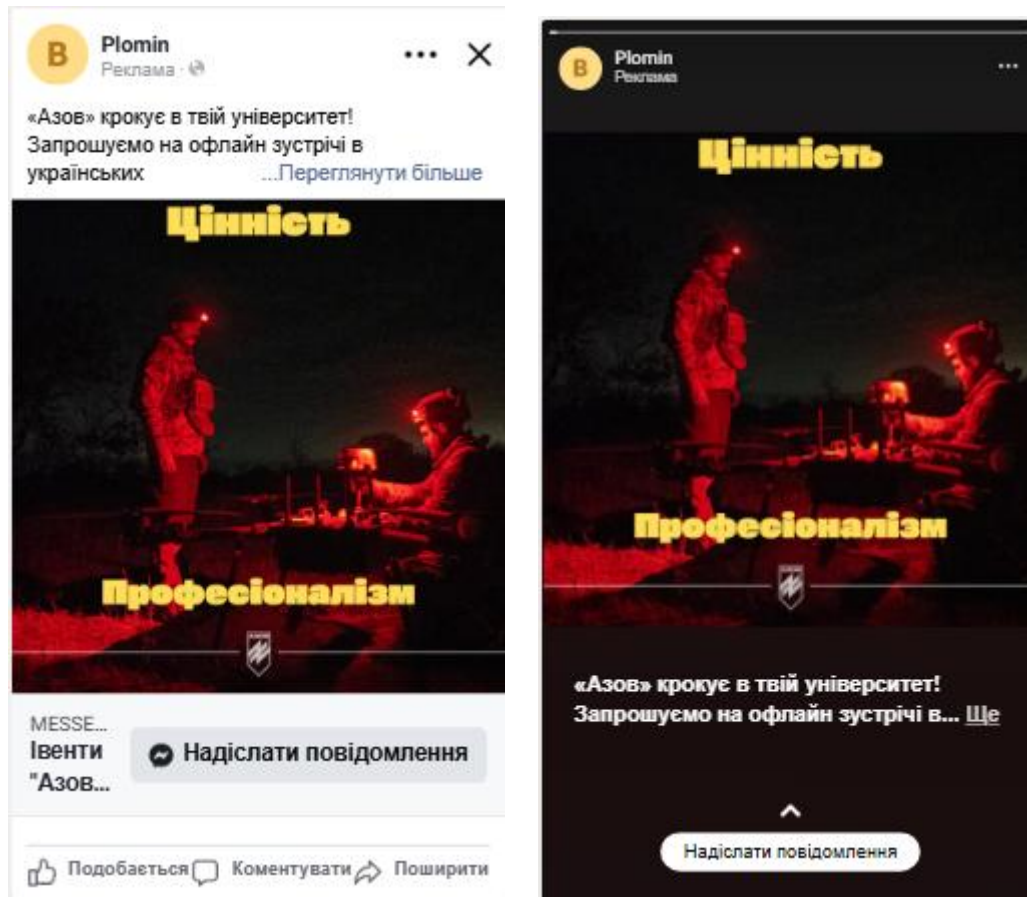 B
Plomin
Реклама
«Азов» крокує в твій університет!
Запрошуємо на офлайн зустрічі в
українських ...Переглянути більше
Цінність
Професіоналізм
MESSE...
Івенти
"Азов...
Надіслати повідомлення
Подобається Коментувати Поширити
B
Plomin
Реклама
Цінність
Професіоналізм
«Азов» крокує в твій університет!
Запрошуємо на офлайн зустрічі в... Ще
Надіслати повідомлення